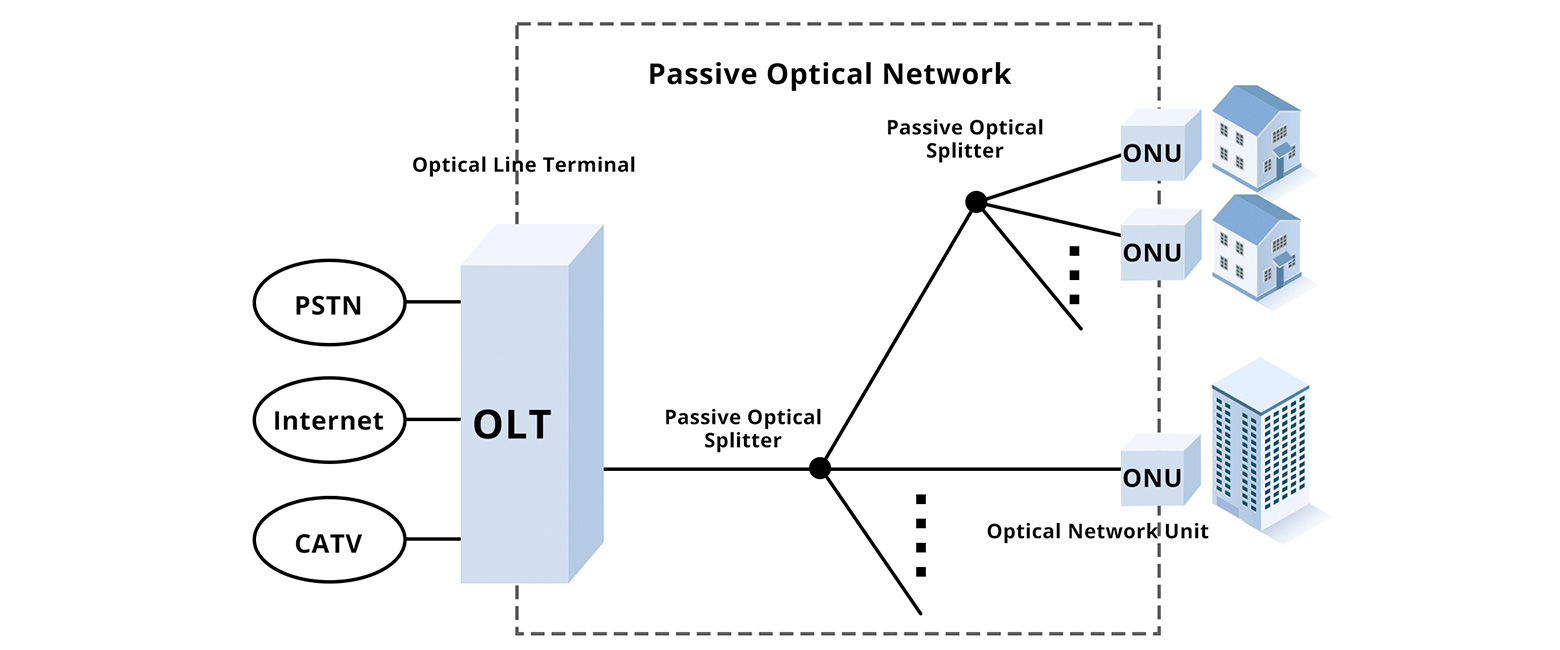 Passive Optical Network
Passive Optical
Splitter
Optical Line Terminal
ONU
ONU
PSTN
Internet
CATV
OLT
Passive Optical
Splitter
ONU
Optical Network Unit